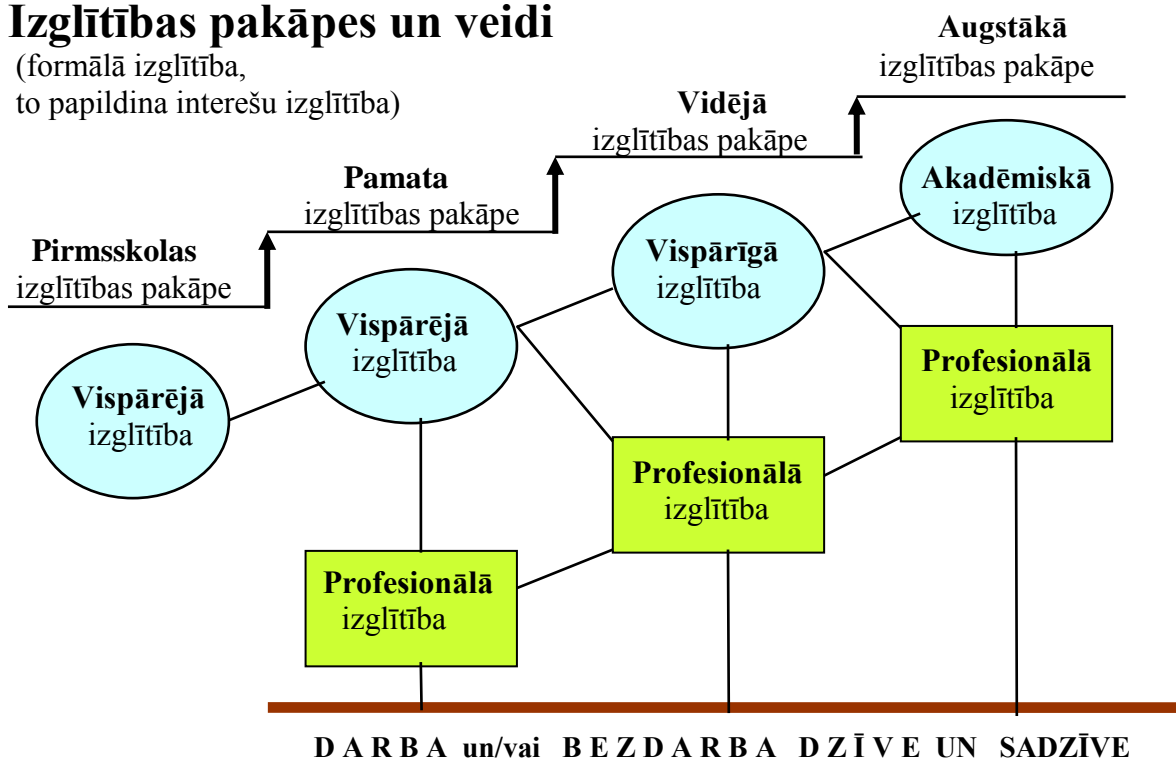 Izglītības pakāpes un veidi
(formālā izglītība,
to papildina interešu izglītība)
Augstākā
izglītības pakāpe
Vidējā
izglītības pakāpe
Pamata
izglītības pakāpe
Pirmsskolas
izglītības pakāpe
Akadēmiskā
izglītība
Vispārīgā
izglītība
Vispārējā
izglītība
Vispārējā
izglītība
Profesionālā
izglītība
Profesionālā
izglītība
Profesionālā
izglītība
D A R B A un/vai B E Z D A R B A D Z Ī V E UN SADZĪVE